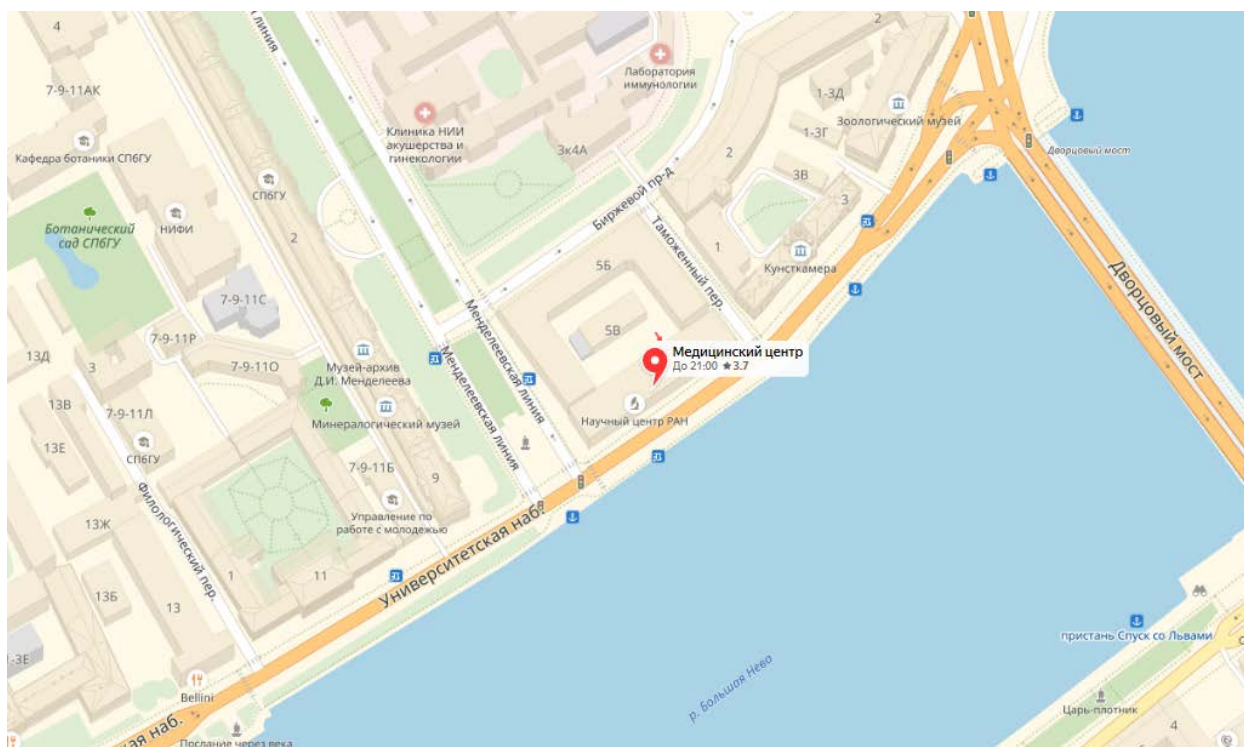 4
линия
2
7-9-11АК
Лаборатория
иммунологии
1-3Д
Зоологический музей
1-3Г
Клиника НИИ
акушерства и
гинекологии
3к4А
Дворцовый мост
Кафедра ботаники СПбГУ
2
СПбГУ
Биржевой пр-д
3В
3
Ботанический
сад СПбГУ
НИФИ
2
Таможенный пер.
1
Кунсткамера
5Б
7-9-11С
Менделеевская линия
5В
Дворцовый мост
7-9-11Р
13Д
3
7-9-11О
Музей-архив
Д.И. Менделеева
Менделеевская линия
Медицинский центр
До 21:00 ★3.7
13В
7-9-11Л
Минералогический музей
Научный центр РАН
13Е
СПбГУ
7-9-11Б
9
Филологический пер.
13Ж
Управление по
работе с молодежью
Университетская наб.
1
11
13Б
13
пристань Спуск со Львами
1-3Е
Bellini
р. Большая Нева
Царь-плотник
4
наб.
Послание через века